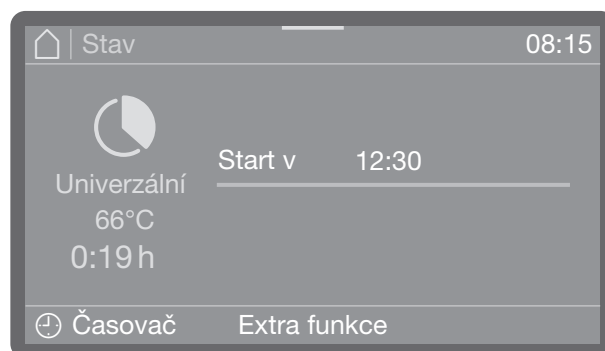 Stav 08:15
Start v 12:30
Univerzální
66°C
0:19 h
Časovač Extra funkce